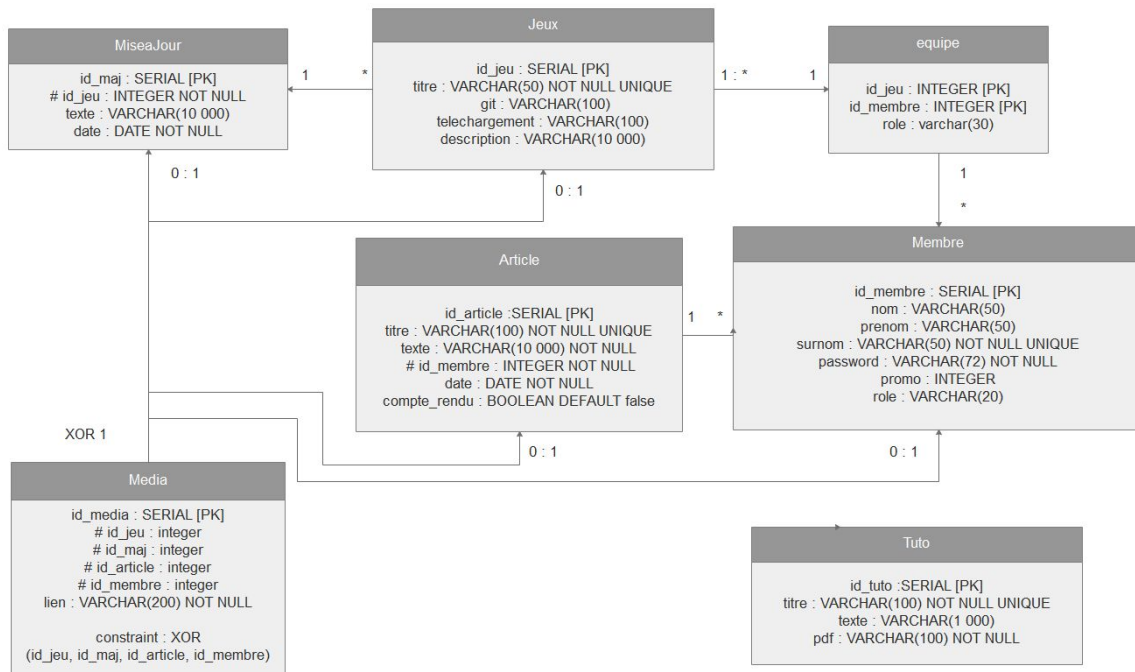 MiseaJour
id_maj : SERIAL [PK]
# id_jeu : INTEGER NOT NULL
texte : VARCHAR(10 000)
date : DATE NOT NULL
1
*
Jeux
id_jeu : SERIAL [PK]
titre : VARCHAR(50) NOT NULL UNIQUE
git : VARCHAR(100)
telechargement : VARCHAR(100)
description : VARCHAR(10 000)
1 : *
1
equipe
id_jeu : INTEGER [PK]
id_membre : INTEGER [PK]
role : varchar(30)
0 : 1
0 : 1
1
*
Article
id_article :SERIAL [PK]
titre : VARCHAR(100) NOT NULL UNIQUE
texte : VARCHAR(10 000) NOT NULL
# id_membre : INTEGER NOT NULL
date : DATE NOT NULL
compte_rendu : BOOLEAN DEFAULT false
1
*
Membre
id_membre : SERIAL [PK]
nom : VARCHAR(50)
prenom : VARCHAR(50)
surnom : VARCHAR(50) NOT NULL UNIQUE
password : VARCHAR(72) NOT NULL
promo : INTEGER
role : VARCHAR(20)
XOR 1
0 : 1
0 : 1
Media
id_media : SERIAL [PK]
# id_jeu : integer
# id_maj : integer
# id_article : integer
# id_membre : integer
lien : VARCHAR(200) NOT NULL
constraint : XOR
(id_jeu, id_maj, id_article, id_membre)
Tuto
id_tuto :SERIAL [PK]
titre : VARCHAR(100) NOT NULL UNIQUE
texte : VARCHAR(1 000)
pdf : VARCHAR(100) NOT NULL